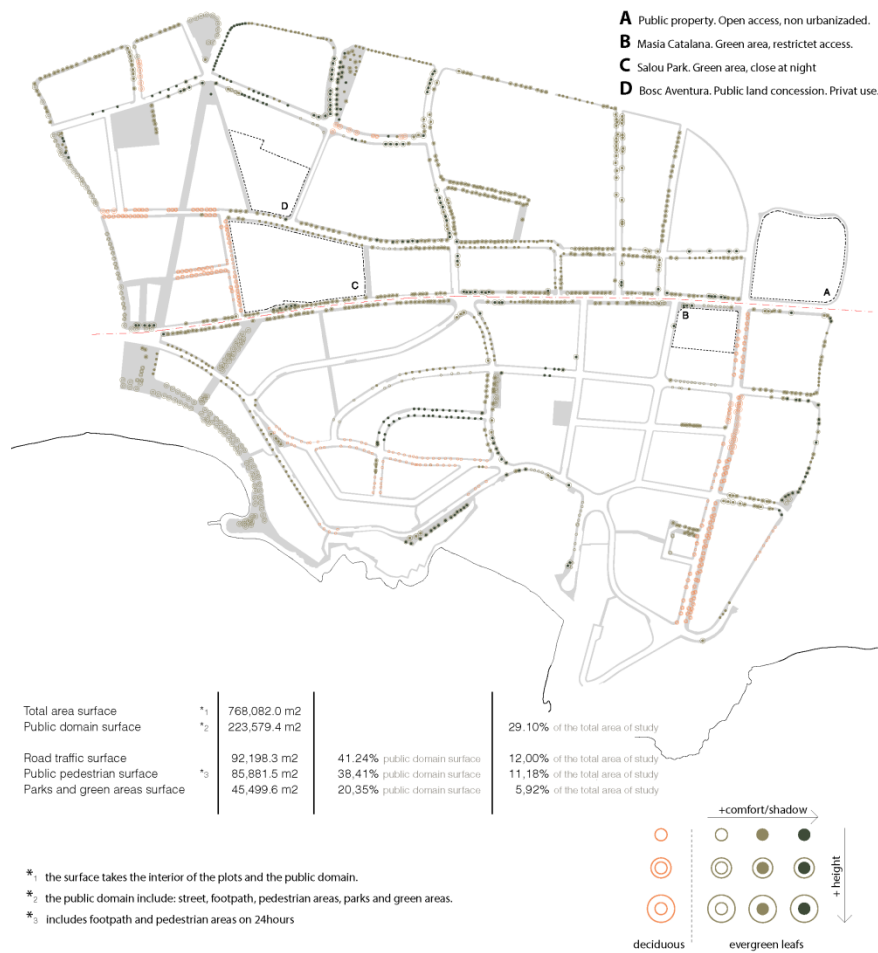 A Public property. Open access, non urbanizaded.
B Masia Catalana. Green area, restrictet access.
C Salou Park. Green area, close at night
D Bosc Aventura. Public land concession. Privat use.
D
C
A
B
Total area surface *1 768,082.0 m2
Public domain surface *2 223,579.4 m2 29.10% of the total area of study
Road traffic surface 92,198.3 m2 41.24% public domain surface 12,00% of the total area of study
Public pedestrian surface *3 85,881.5 m2 38,41% public domain surface 11,18% of the total area of study
Parks and green areas surface 45,499.6 m2 20,35% public domain surface 5,92% of the total area of study
+comfort/shadow
+ height
deciduous evergreen leafs
*1 the surface takes the interior of the plots and the public domain.
*2 the public domain include: street, footpath, pedestrian areas, parks and green areas.
*3 includes footpath and pedestrian areas on 24hours